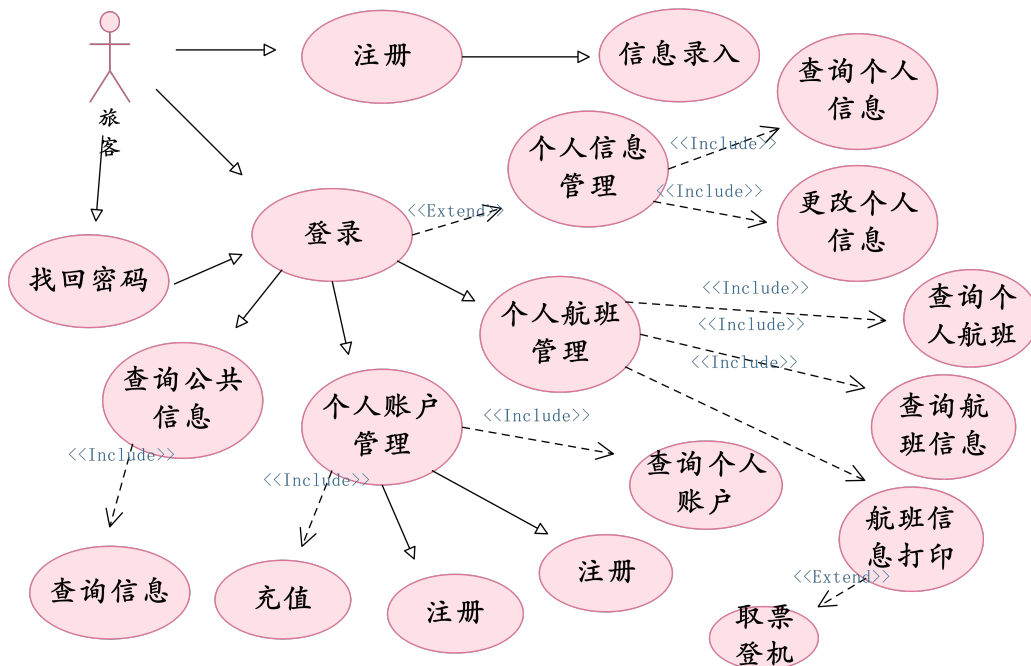 旅
客
注册
信息录入
查询个人
信息
<<Include>>
个人信息
管理
<<Include>>
更改个人
信息
<<Extend>>
登录
找回密码
个人航班
管理
<<Include>>
查询个
人航班
<<Include>>
<<Include>>
查询航
班信息
查询公共
信息
<<Include>>
个人账户
管理
<<Include>>
查询个人
账户
<<Include>>
航班信
息打印
<<Extend>>
取票
登机
查询信息
充值
注册
注册